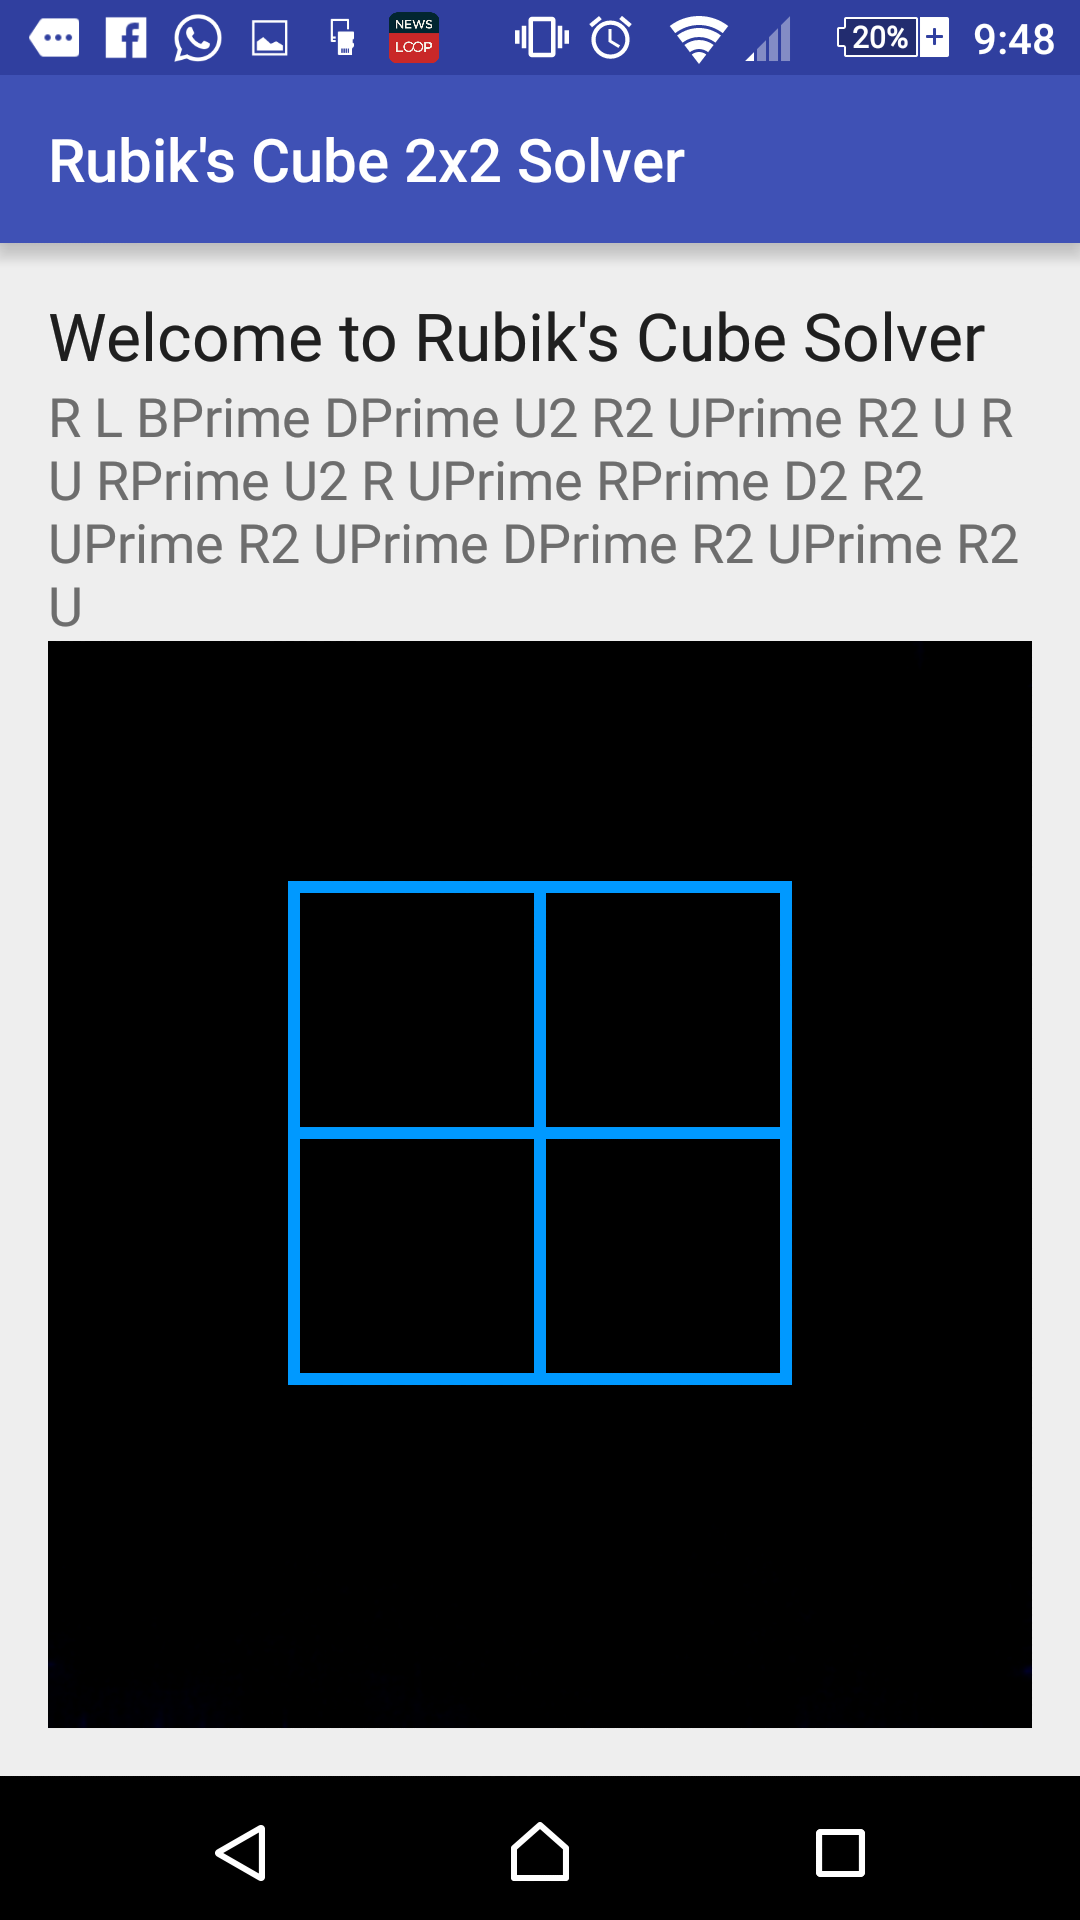 NEWS
LOOP
20%
9:48
Rubik's Cube 2x2 Solver
Welcome to Rubik's Cube Solver
R L BPrime DPrime U2 R2 UPrime R2 U R
U RPrime U2 R UPrime RPrime D2 R2
UPrime R2 UPrime DPrime R2 UPrime R2
U